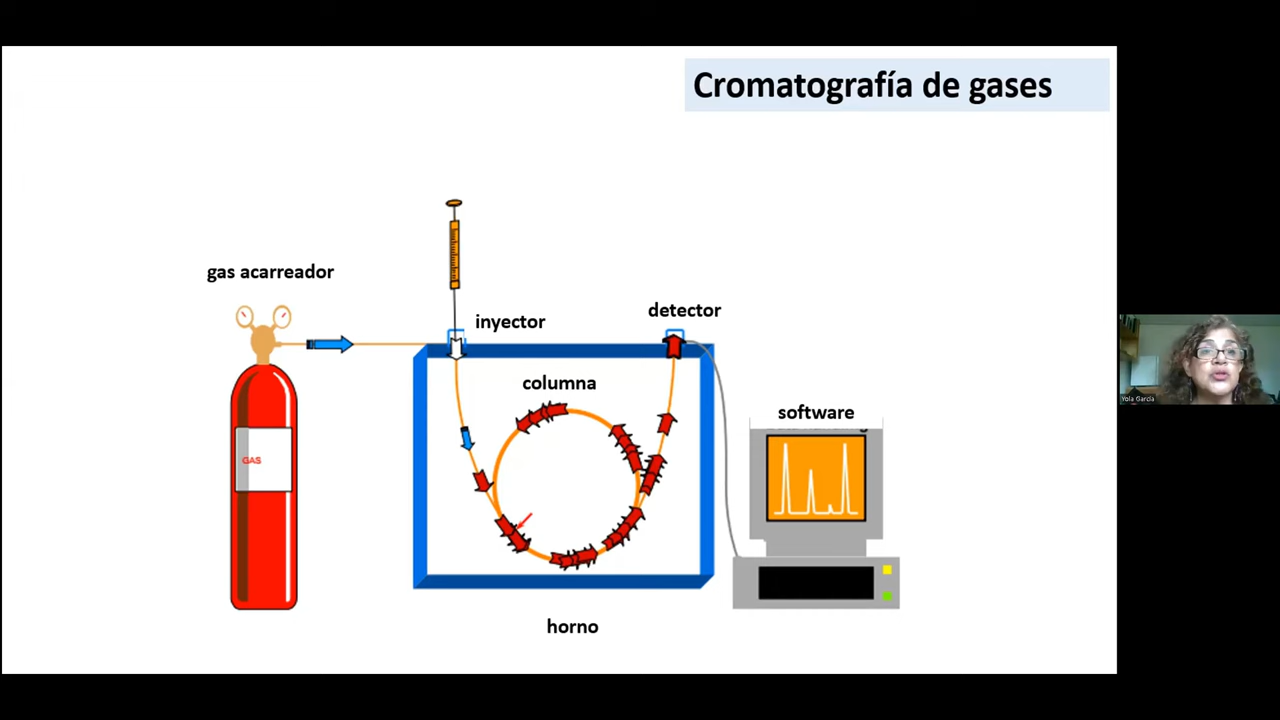 Cromatografía de gases
gas acarreador
inyector
detector
columna
software
GAS
horno
Yola García